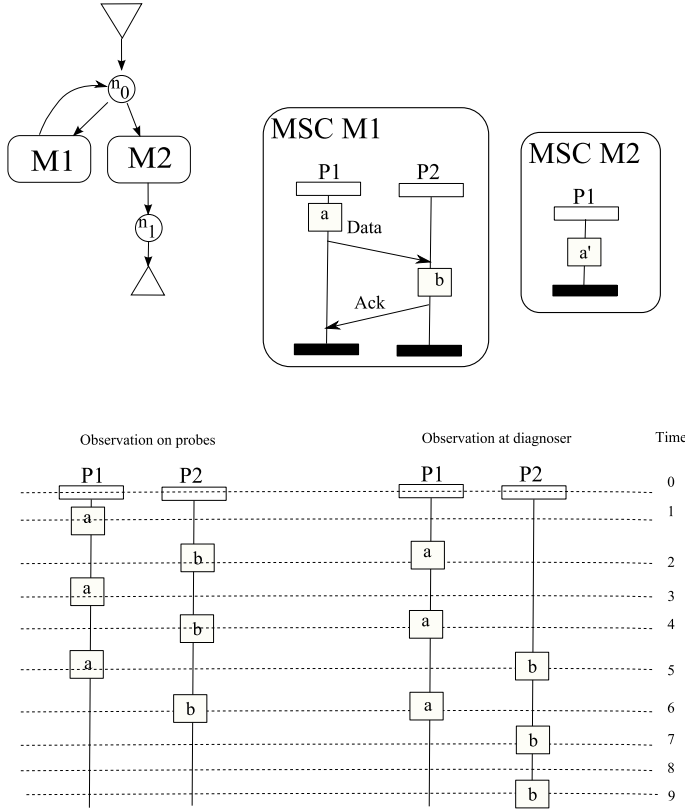 n0
M1 M2
n1
MSC M1
P1 P2
a
Data
b
Ack
MSC M2
P1
a'
Observation on probes Observation at diagnoser Time
P1 P2 P1 P2 0
a 1
b a 2
a 3
b a 4
a b 5
b a 6
b 7
8
b 9